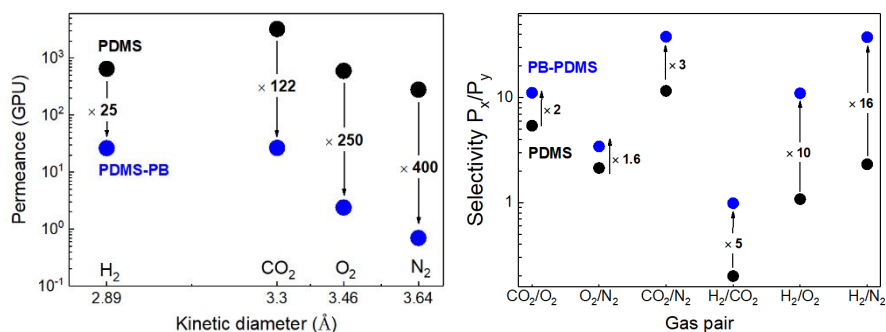 Permeance (GPU)
10³
10²
10¹
10⁰
10⁻¹
PDMS
× 25
PDMS-PB
× 122
× 250
× 400
H₂
CO₂
O₂
N₂
2.89
3.3
3.46
3.64
Kinetic diameter (Å)
Selectivity Pₓ/Pᵧ
10
1
PB-PDMS
× 2
PDMS
× 1.6
× 3
× 5
× 10
× 16
CO₂/O₂
O₂/N₂
CO₂/N₂
H₂/CO₂
H₂/O₂
H₂/N₂
Gas pair